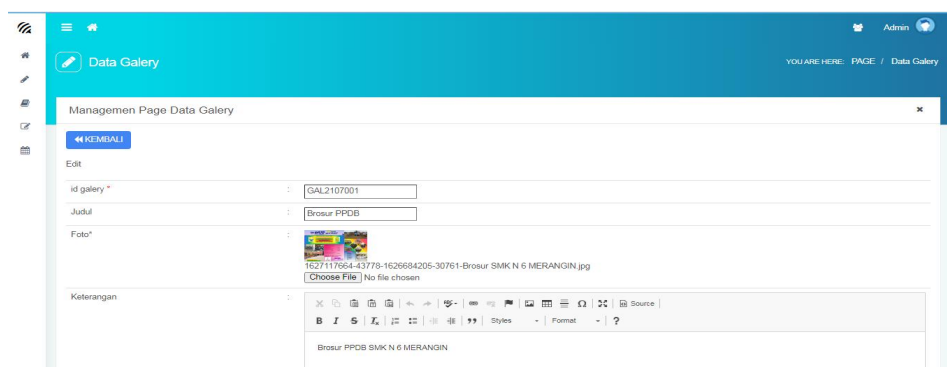 Admin
Data Galery
YOU ARE HERE: PAGE / Data Galery
Managemen Page Data Galery
KEMBALI
Edit
id galery * : GAL2107001
Judul : Brosur PPDB
Foto* :
1627117664-43778-1626684205-30761-Brosur SMK N 6 MERANGIN.jpg
Choose File No file chosen
Keterangan :
Source
B I S Styles Format ?
Brosur PPDB SMK N 6 MERANGIN